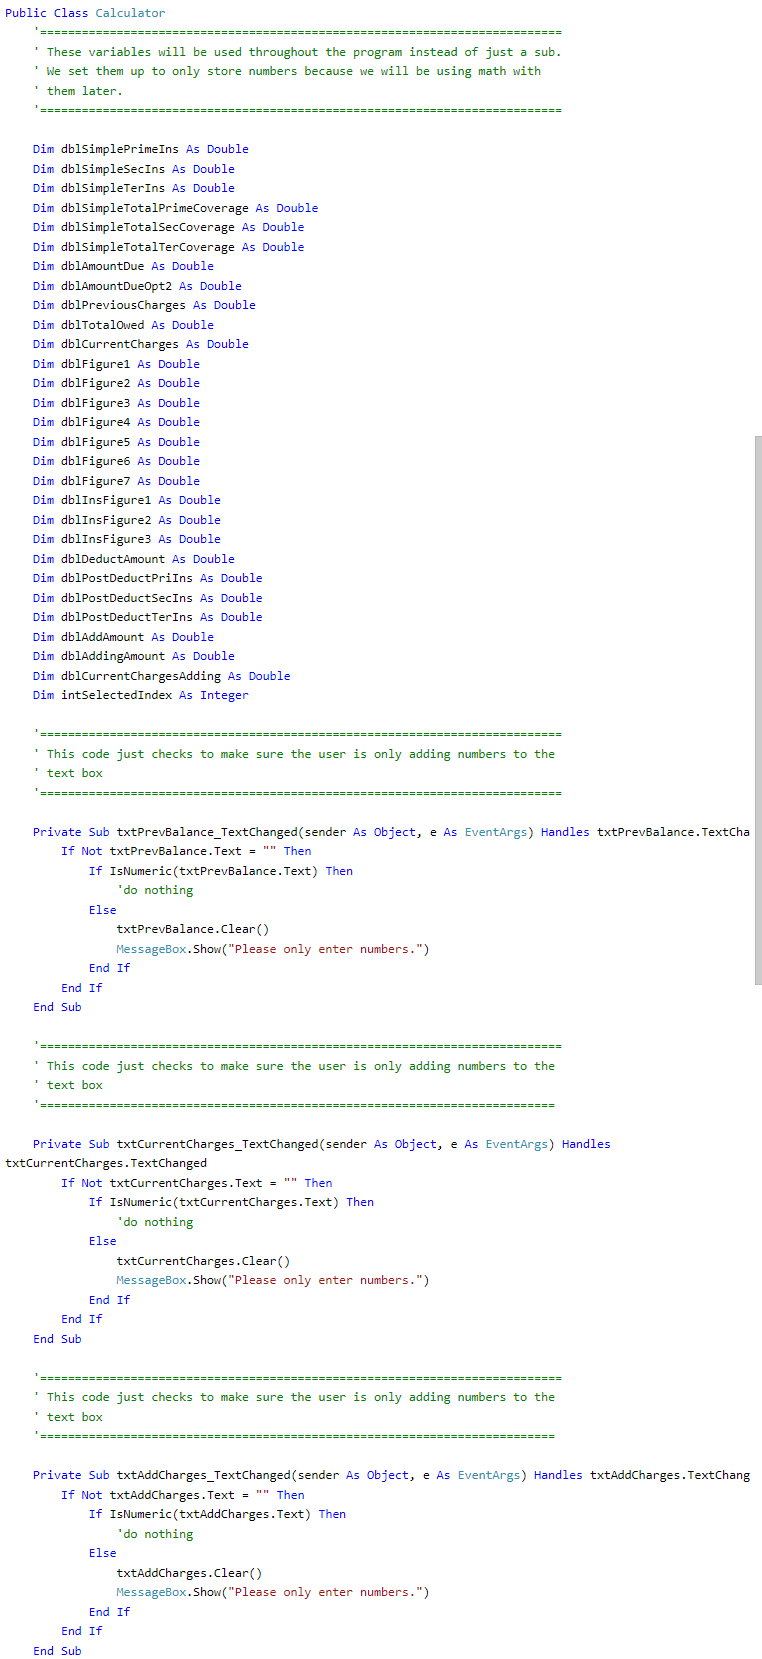 Public Class Calculator
    '===========================================================================
    ' These variables will be used throughout the program instead of just a sub.
    ' We set them up to only store numbers because we will be using math with
    ' them later.
    '===========================================================================

    Dim dblSimplePrimeIns As Double
    Dim dblSimpleSecIns As Double
    Dim dblSimpleTerIns As Double
    Dim dblSimpleTotalPrimeCoverage As Double
    Dim dblSimpleTotalSecCoverage As Double
    Dim dblSimpleTotalTerCoverage As Double
    Dim dblAmountDue As Double
    Dim dblAmountDueOpt2 As Double
    Dim dblPreviousCharges As Double
    Dim dblTotalOwed As Double
    Dim dblCurrentCharges As Double
    Dim dblFigure1 As Double
    Dim dblFigure2 As Double
    Dim dblFigure3 As Double
    Dim dblFigure4 As Double
    Dim dblFigure5 As Double
    Dim dblFigure6 As Double
    Dim dblFigure7 As Double
    Dim dblInsFigure1 As Double
    Dim dblInsFigure2 As Double
    Dim dblInsFigure3 As Double
    Dim dblDeductAmount As Double
    Dim dblPostDeductPriIns As Double
    Dim dblPostDeductSecIns As Double
    Dim dblPostDeductTerIns As Double
    Dim dblAddAmount As Double
    Dim dblAddingAmount As Double
    Dim dblCurrentChargesAdding As Double
    Dim intSelectedIndex As Integer

    '===========================================================================
    ' This code just checks to make sure the user is only adding numbers to the
    ' text box
    '===========================================================================

    Private Sub txtPrevBalance_TextChanged(sender As Object, e As EventArgs) Handles txtPrevBalance.TextCha
        If Not txtPrevBalance.Text = "" Then
            If IsNumeric(txtPrevBalance.Text) Then
                'do nothing
            Else
                txtPrevBalance.Clear()
                MessageBox.Show("Please only enter numbers.")
            End If
        End If
    End Sub

    '===========================================================================
    ' This code just checks to make sure the user is only adding numbers to the
    ' text box
    '==========================================================================

    Private Sub txtCurrentCharges_TextChanged(sender As Object, e As EventArgs) Handles
txtCurrentCharges.TextChanged
        If Not txtCurrentCharges.Text = "" Then
            If IsNumeric(txtCurrentCharges.Text) Then
                'do nothing
            Else
                txtCurrentCharges.Clear()
                MessageBox.Show("Please only enter numbers.")
            End If
        End If
    End Sub

    '===========================================================================
    ' This code just checks to make sure the user is only adding numbers to the
    ' text box
    '==========================================================================

    Private Sub txtAddCharges_TextChanged(sender As Object, e As EventArgs) Handles txtAddCharges.TextChang
        If Not txtAddCharges.Text = "" Then
            If IsNumeric(txtAddCharges.Text) Then
                'do nothing
            Else
                txtAddCharges.Clear()
                MessageBox.Show("Please only enter numbers.")
            End If
        End If
    End Sub